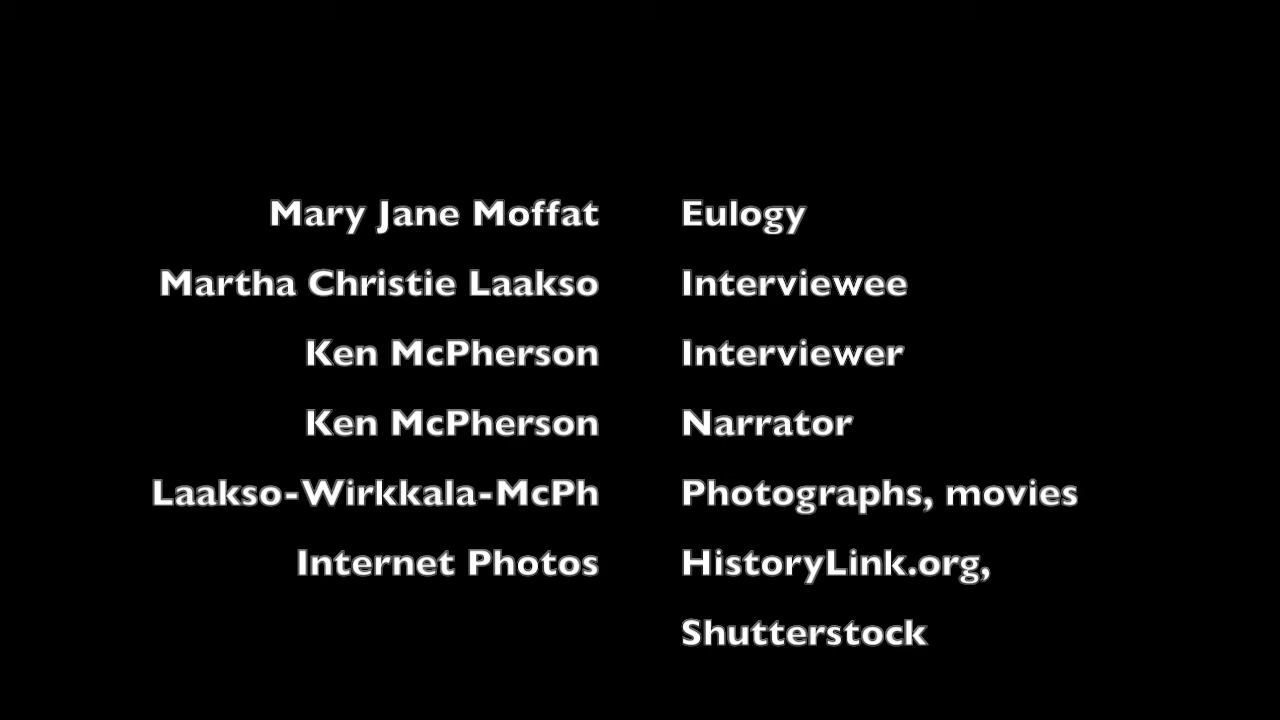 Mary Jane Moffat Eulogy
Martha Christie Laakso Interviewee
Ken McPherson Interviewer
Ken McPherson Narrator
Laakso-Wirkkala-McPh Photographs, movies
Internet Photos HistoryLink.org,
Shutterstock